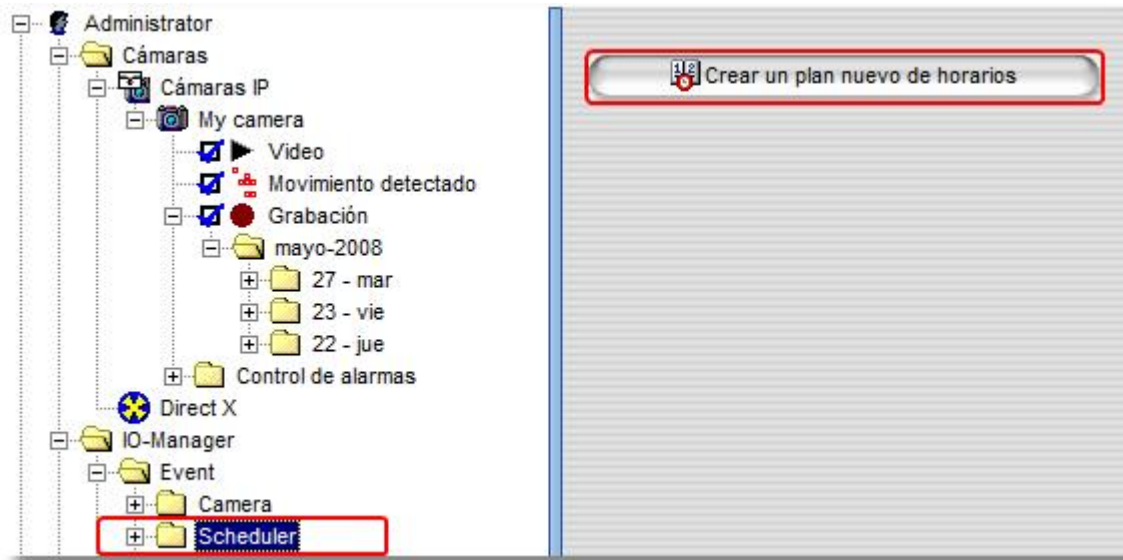 Administrator
Cámaras
Cámaras IP
My camera
Video
Movimiento detectado
Grabación
mayo-2008
27 - mar
23 - vie
22 - jue
Control de alarmas
Direct X
IO-Manager
Event
Camera
Scheduler
Crear un plan nuevo de horarios